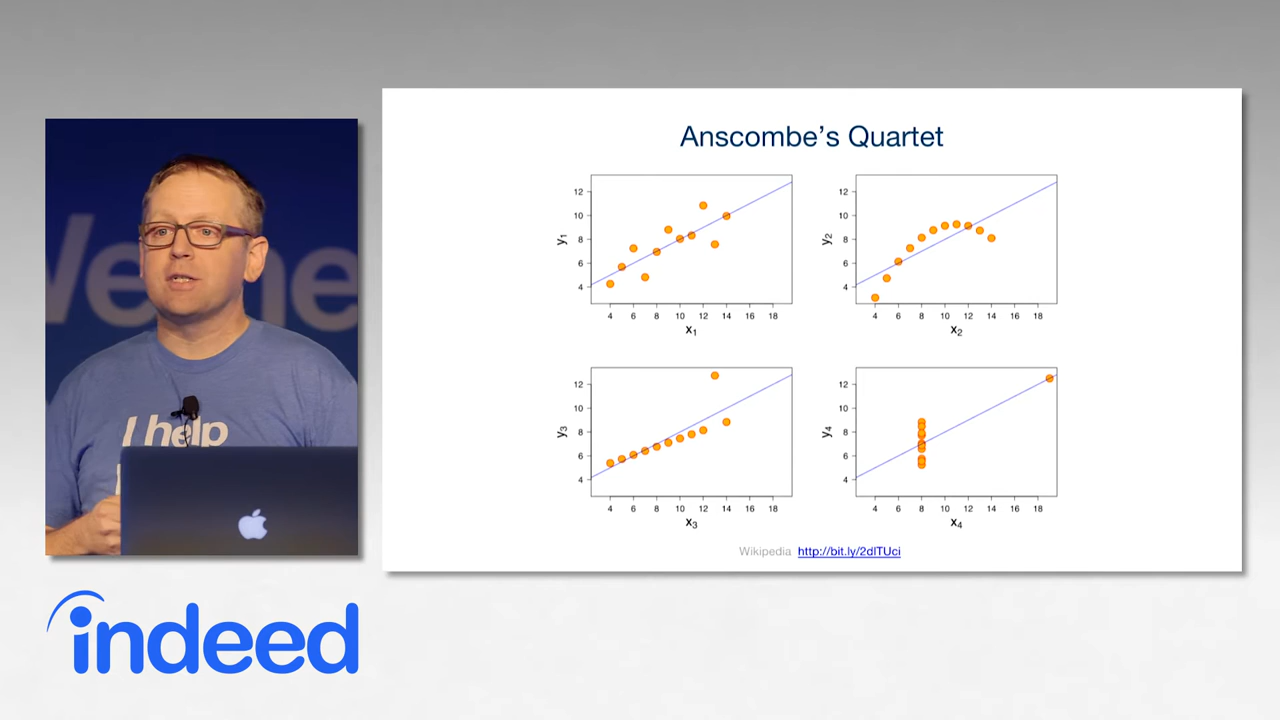 We
ne
I help
indeed
Anscombe's Quartet
12
10
8
6
4
y1
4 6 8 10 12 14 16 18
x1
12
10
8
6
4
y2
4 6 8 10 12 14 16 18
x2
12
10
8
6
4
y3
4 6 8 10 12 14 16 18
x3
12
10
8
6
4
y4
4 6 8 10 12 14 16 18
x4
Wikipedia http://bit.ly/2dlTUci